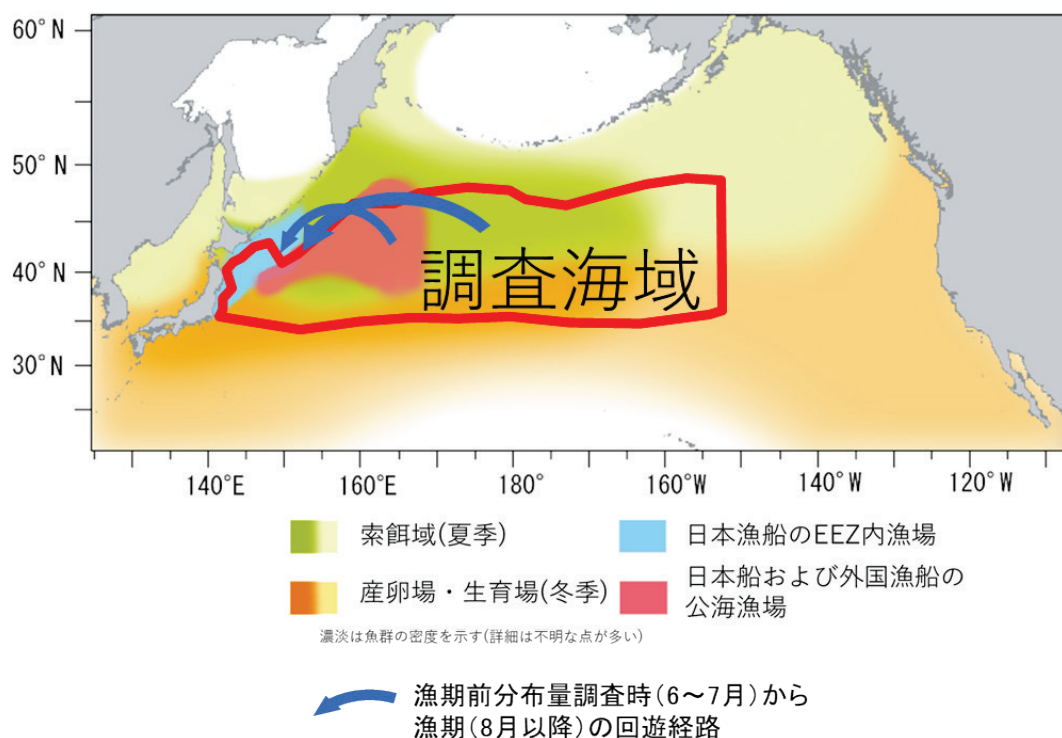 60°N
50°N
40°N
30°N
調査海域
140°E
160°E
180°
160°W
140°W
120°W
索餌域(夏季)
日本漁船のEEZ内漁場
産卵場・生育場(冬季)
日本船および外国漁船の
公海漁場
濃淡は魚群の密度を示す(詳細は不明な点が多い)
漁期前分布量調査時(6～7月)から
漁期(8月以降)の回遊経路